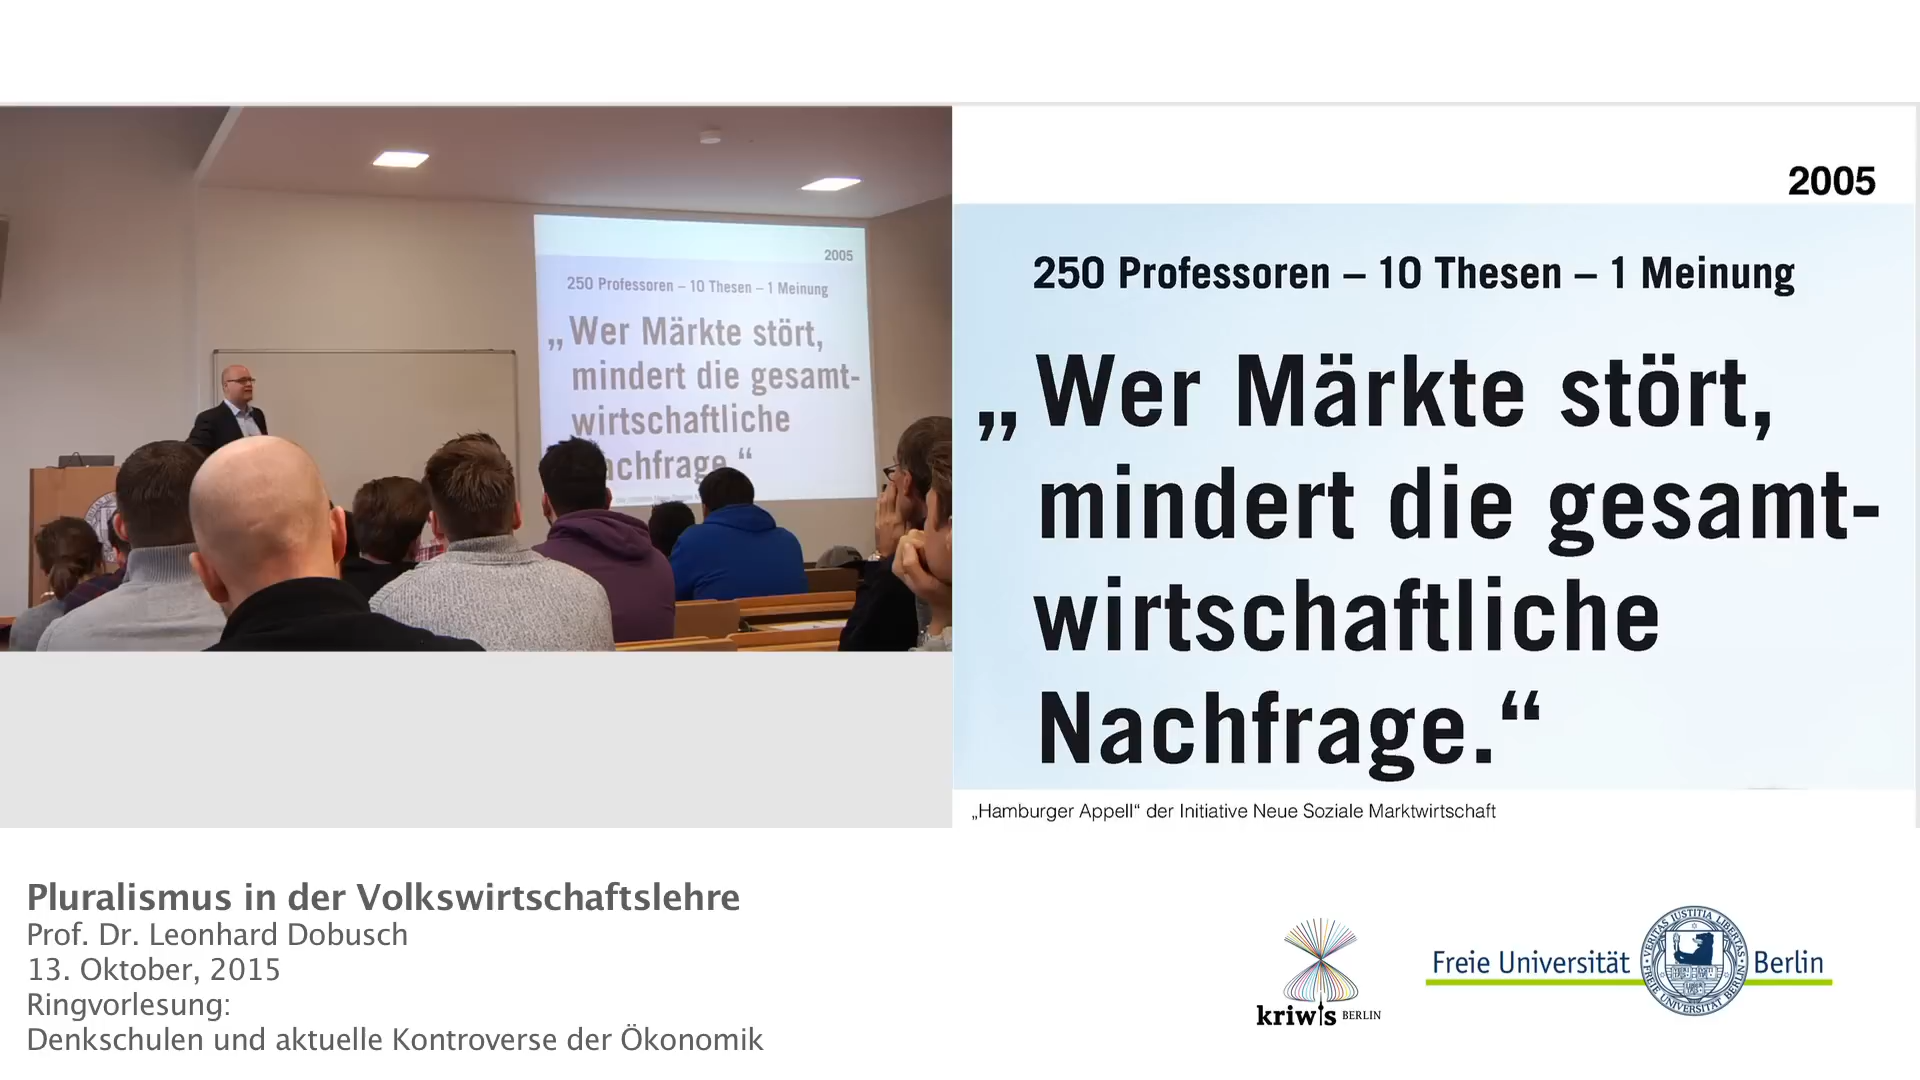 2005
250 Professoren – 10 Thesen – 1 Meinung
„Wer Märkte stört,
mindert die gesamt-
wirtschaftliche
achfrage.“
2005
250 Professoren – 10 Thesen – 1 Meinung
„Wer Märkte stört,
mindert die gesamt-
wirtschaftliche
Nachfrage.“
„Hamburger Appell“ der Initiative Neue Soziale Marktwirtschaft
Pluralismus in der Volkswirtschaftslehre
Prof. Dr. Leonhard Dobusch
13. Oktober, 2015
Ringvorlesung:
Denkschulen und aktuelle Kontroverse der Ökonomik
kriwis BERLIN
Freie Universität Berlin
VERITAS IUSTITIA LIBERTAS
FREIE UNIVERSITÄT BERLIN